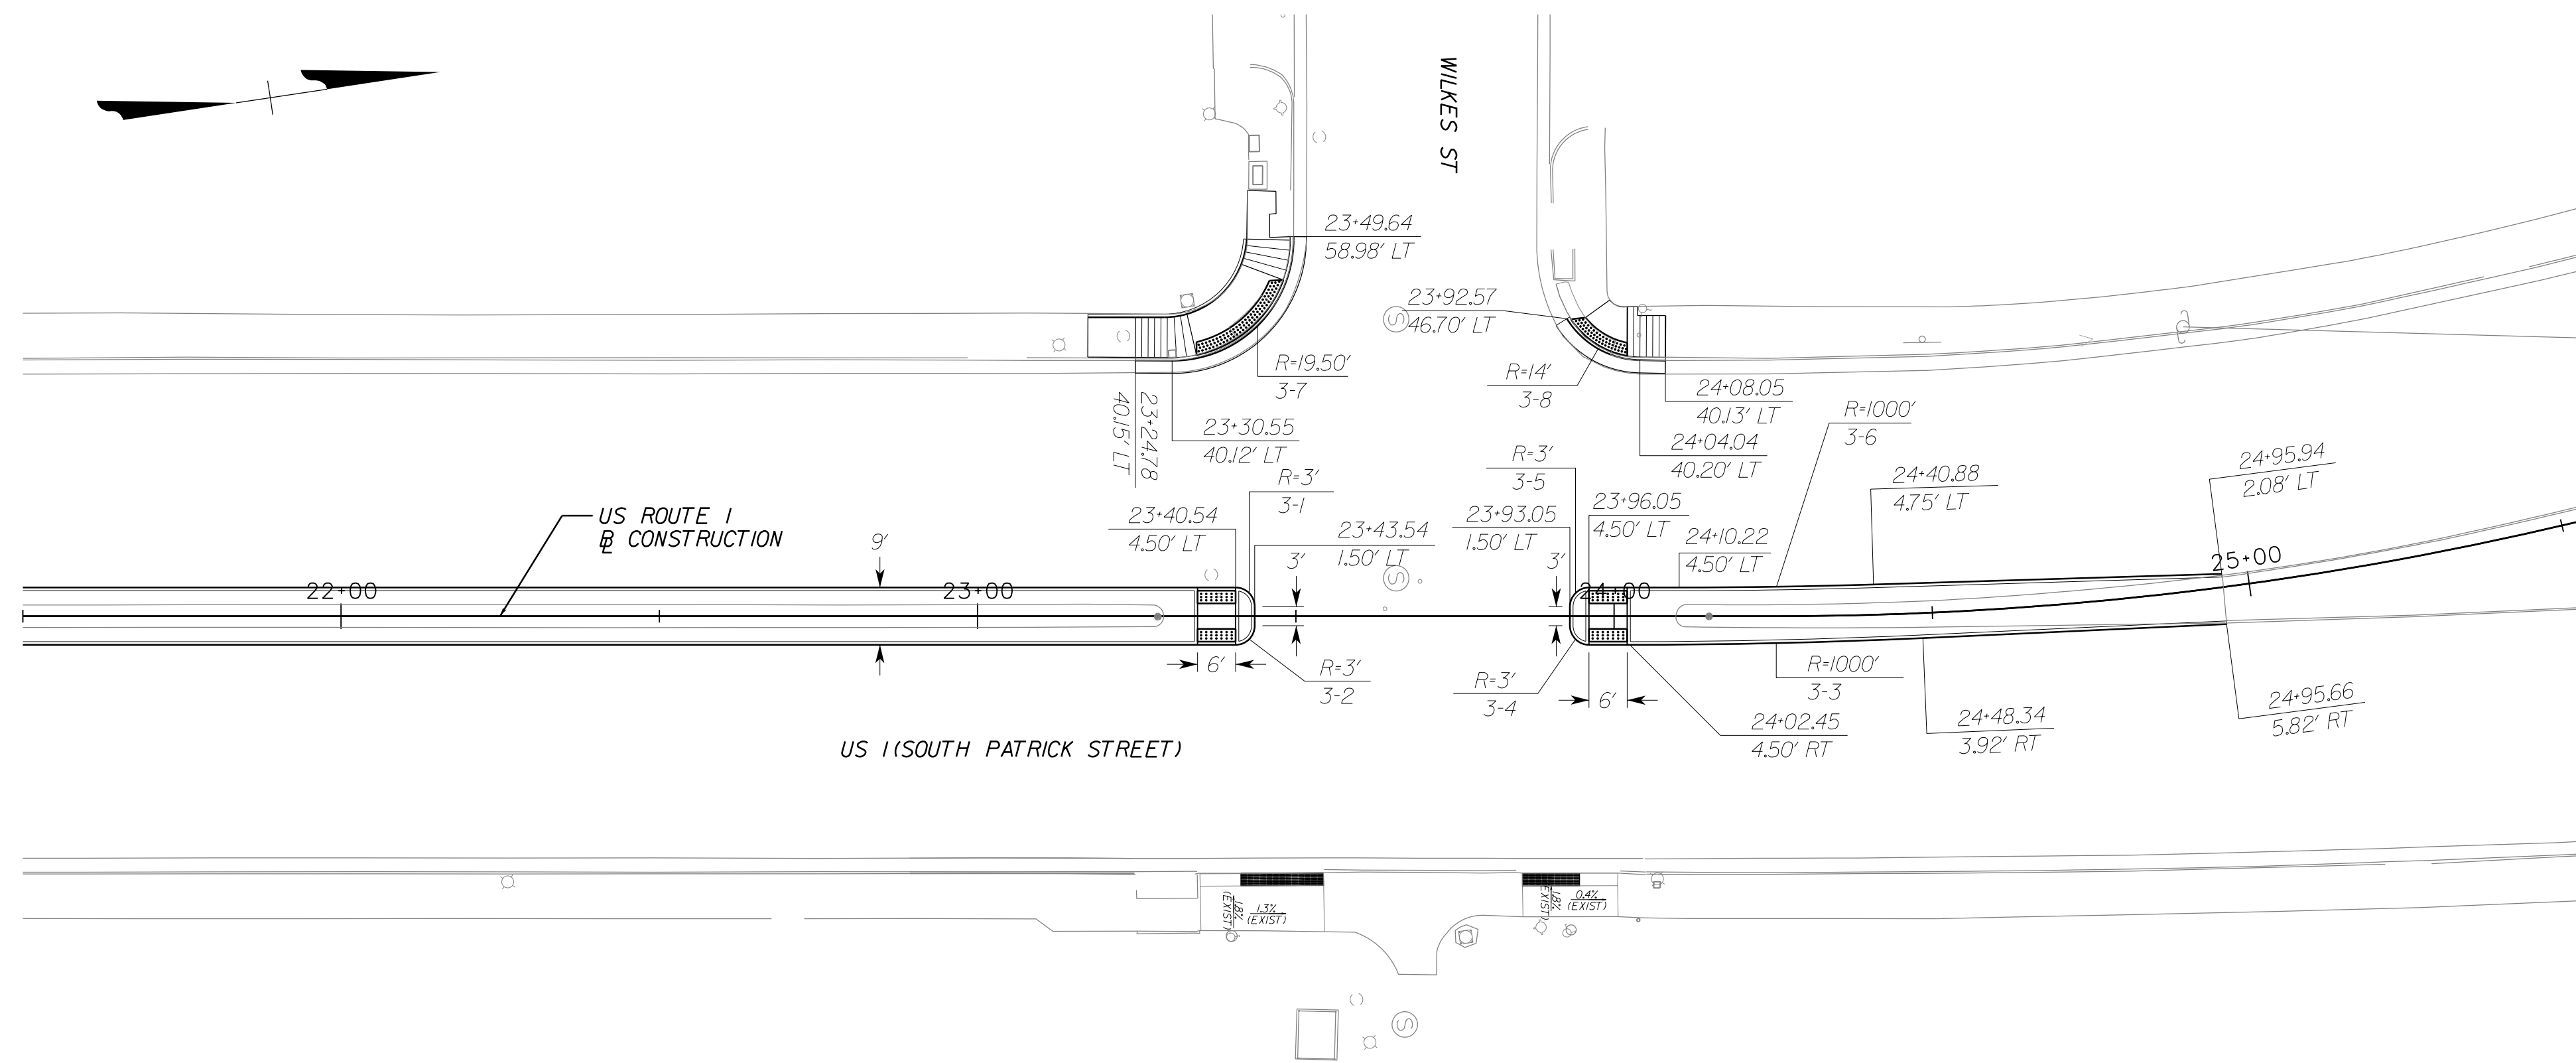 WILKES ST
23+49.64
58.98' LT
23+92.57
46.70' LT
S
R=19.50'
3-7
R=14'
3-8
24+08.05
40.13' LT
23+24.78
40.15' LT
23+30.55
40.12' LT
24+04.04
40.20' LT
R=1000'
3-6
R=3'
3-1
R=3'
3-5
24+40.88
4.75' LT
24+95.94
2.08' LT
US ROUTE 1
BL CONSTRUCTION
9'
23+40.54
4.50' LT
23+43.54
1.50' LT
3'
S
23+93.05
1.50' LT
3'
23+96.05
4.50' LT
24+10.22
4.50' LT
22+00
23+00
24+00
25+00
6'
R=3'
3-2
R=3'
3-4
6'
R=1000'
3-3
24+02.45
4.50' RT
24+48.34
3.92' RT
24+95.66
5.82' RT
US 1 (SOUTH PATRICK STREET)
1.8%
(EXIST)
1.3%
(EXIST)
1.8%
(EXIST)
0.4%
(EXIST)
S